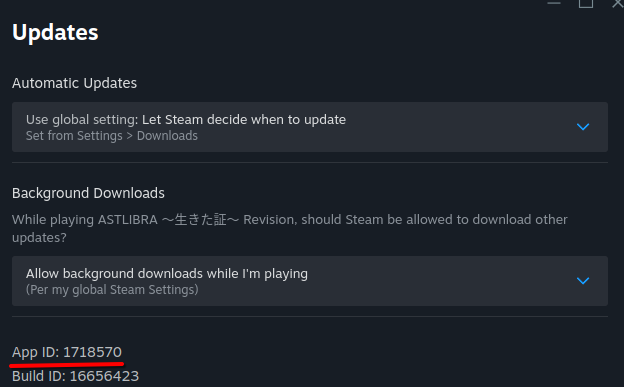 Updates
Automatic Updates
Use global setting: Let Steam decide when to update
Set from Settings > Downloads
Background Downloads
While playing ASTLIBRA ～生きた証～ Revision, should Steam be allowed to download other
updates?
Allow background downloads while I'm playing
(Per my global Steam Settings)
App ID: 1718570
Build ID: 16656423